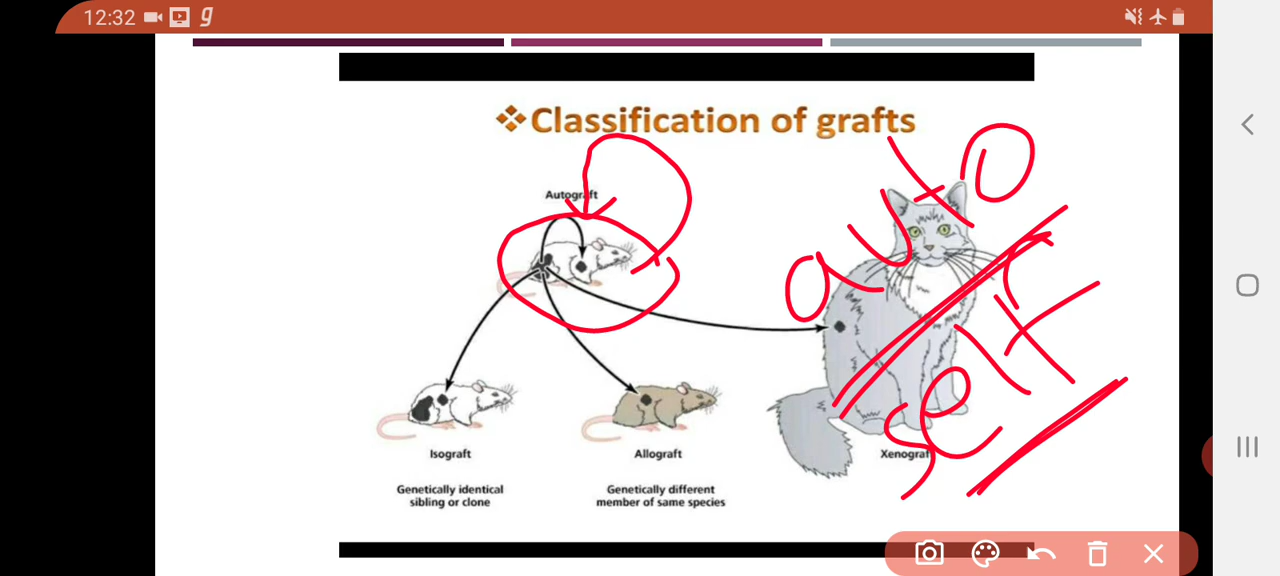 12:32 g
❖Classification of grafts
Autograft
auto
self
Isograft
Allograft
Xenograft
Genetically identical
sibling or clone
Genetically different
member of same species